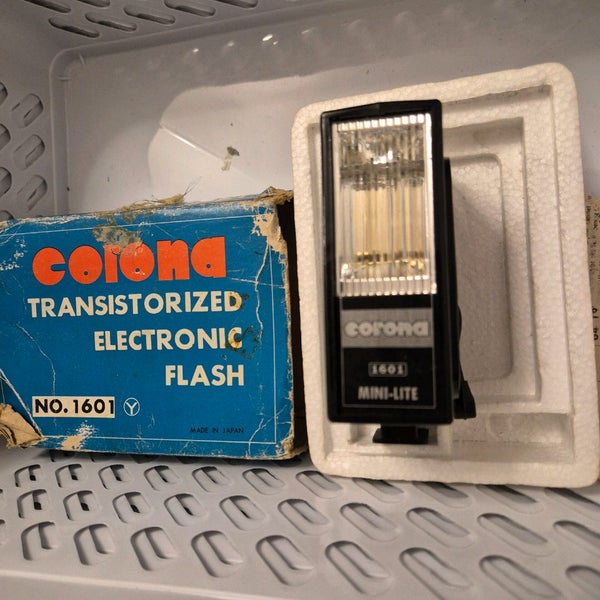 corona
TRANSISTORIZED
ELECTRONIC
FLASH
NO. 1601 Y
MADE IN JAPAN
corona
1601
MINI-LITE